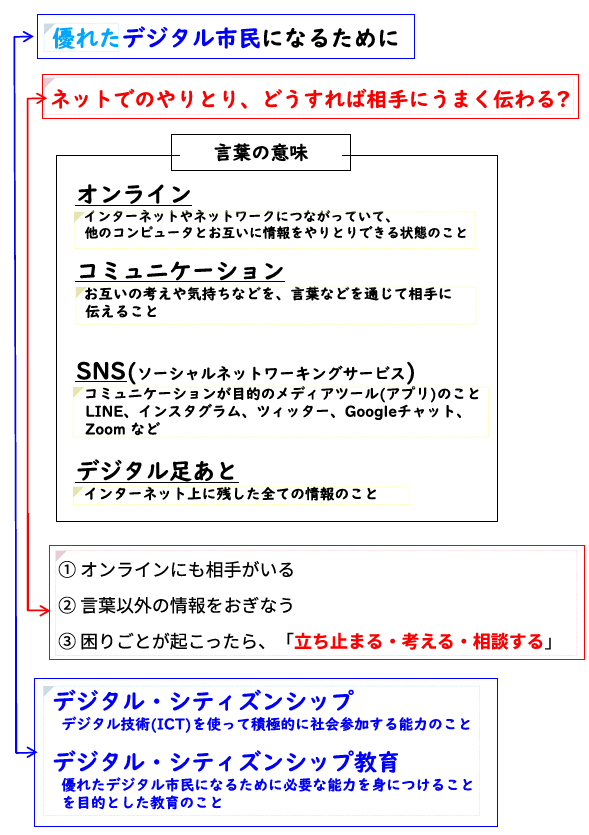 優れたデジタル市民になるために
ネットでのやりとり、どうすれば相手にうまく伝わる?
言葉の意味
オンライン
インターネットやネットワークにつながっていて、
他のコンピュータとお互いに情報をやりとりできる状態のこと
コミュニケーション
お互いの考えや気持ちなどを、言葉などを通じて相手に
伝えること
SNS(ソーシャルネットワーキングサービス)
コミュニケーションが目的のメディアツール(アプリ)のこと
LINE、インスタグラム、ツィッター、Googleチャット、
Zoom など
デジタル足あと
インターネット上に残した全ての情報のこと
① オンラインにも相手がいる
② 言葉以外の情報をおぎなう
③ 困りごとが起こったら、「立ち止まる・考える・相談する」
デジタル・シティズンシップ
デジタル技術(ICT)を使って積極的に社会参加する能力のこと
デジタル・シティズンシップ教育
優れたデジタル市民になるために必要な能力を身につけること
を目的とした教育のこと